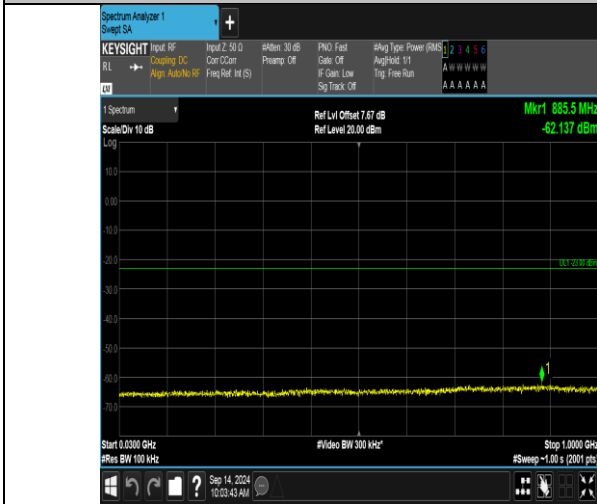 Spectrum Analyzer 1
Swept SA
+
KEYSIGHT Input: RF Input Z: 50 Ω #Atten: 30 dB PNO: Fast #Avg Type: Power (RMS 1 2 3 4 5 6
RL Coupling: DC Corr CCorr Preamp: Off Gate: Off Avg|Hold: 1/1 A W W W W W
Align: Auto/No RF Freq Ref: Int (S) IF Gain: Low Trig: Free Run
LXI Sig Track: Off A A A A A A
1 Spectrum Ref Lvl Offset 7.67 dB Mkr1 885.5 MHz
Scale/Div 10 dB Ref Level 20.00 dBm -62.137 dBm
Log
10.0
0.00
-10.0
-20.0
DL1 -23.00 dBm
-30.0
-40.0
-50.0
1
-60.0
-70.0
Start 0.0300 GHz #Video BW 300 kHz* Stop 1.0000 GHz
#Res BW 100 kHz #Sweep ~1.00 s (2001 pts)
? Sep 14, 2024
10:03:43 AM